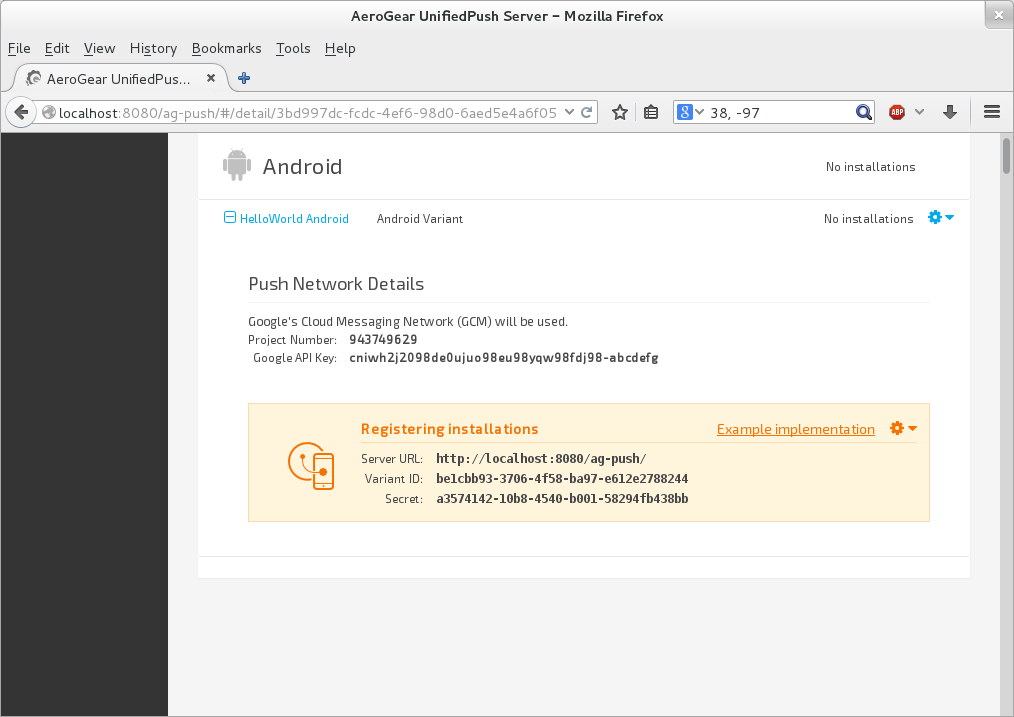 AeroGear UnifiedPush Server – Mozilla Firefox
File Edit View History Bookmarks Tools Help
AeroGear UnifiedPus...
localhost:8080/ag-push/#/detail/3bd997dc-fcdc-4ef6-98d0-6aed5e4a6f05
8
38, -97
ABP
Android
No installations
HelloWorld Android Android Variant No installations
Push Network Details
Google's Cloud Messaging Network (GCM) will be used.
Project Number: 943749629
Google API Key: cniwh2j2098de0ujuo98eu98yqw98fdj98-abcdefg
Registering installations Example implementation
Server URL: http://localhost:8080/ag-push/
Variant ID: be1cbb93-3706-4f58-ba97-e612e2788244
Secret: a3574142-10b8-4540-b001-58294fb438bb